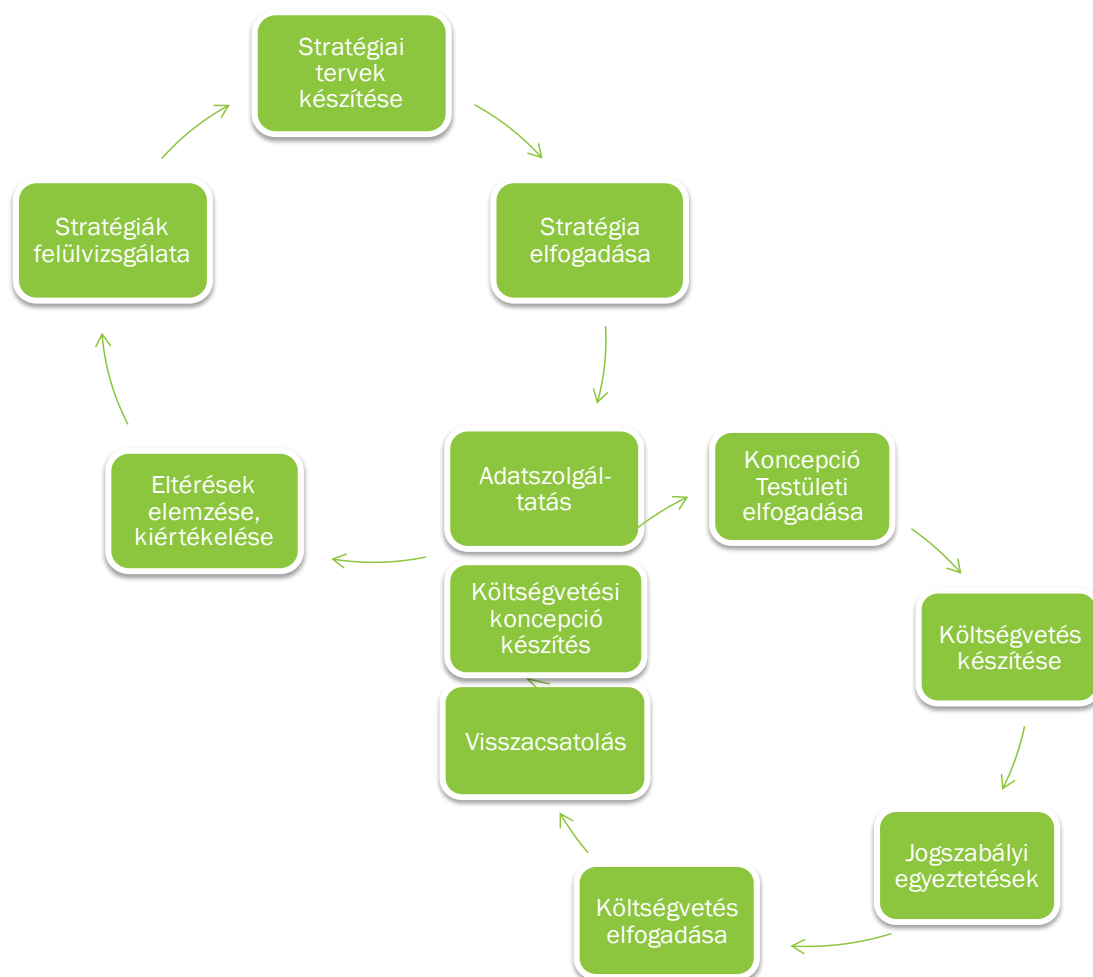 Stratégiai
tervek
készítése
Stratégiák
felülvizsgálata
Stratégia
elfogadása
Adatszolgál-
tatás
Koncepció
Testületi
elfogadása
Eltérések
elemzése,
kiértékelése
Költségvetési
koncepció
készítés
Költségvetés
készítése
Visszacsatolás
Jogszabályi
egyeztetések
Költségvetés
elfogadása